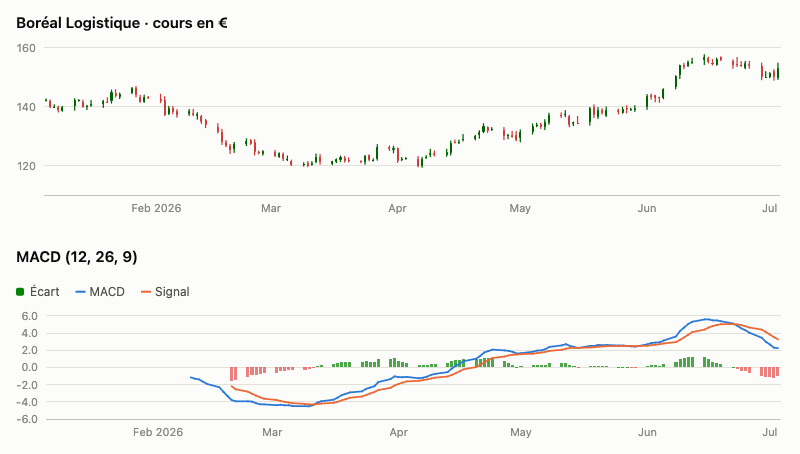 Boréal Logistique · cours en €
160
140
120
Feb 2026 Mar Apr May Jun Jul
MACD (12, 26, 9)
Écart MACD Signal
6.0
4.0
2.0
0.0
−2.0
−4.0
−6.0
Feb 2026 Mar Apr May Jun Jul